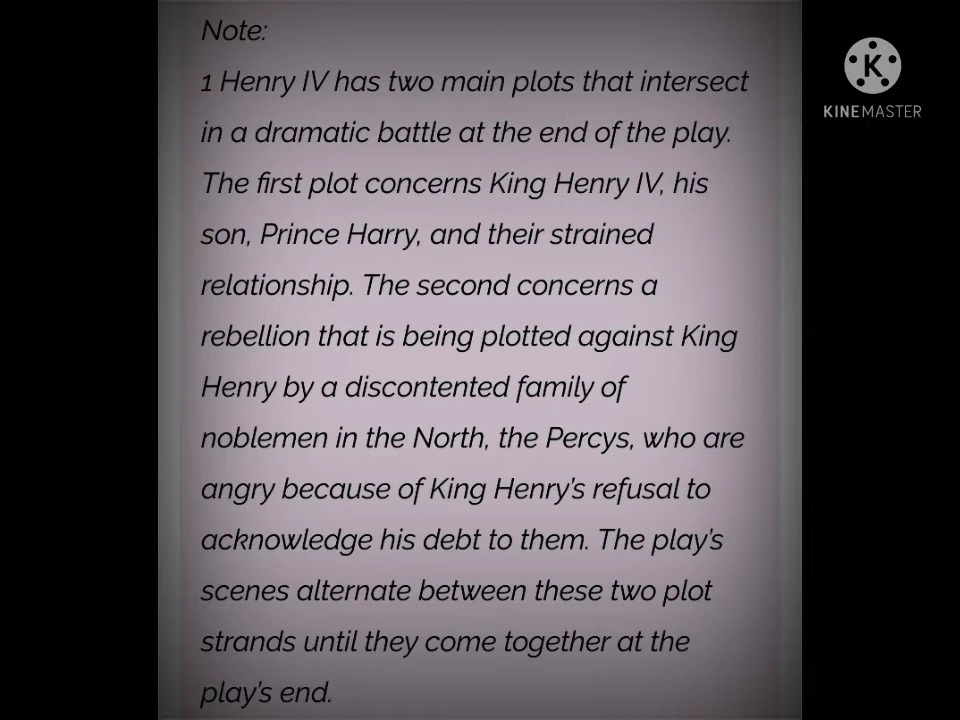 Note:
1 Henry IV has two main plots that intersect
in a dramatic battle at the end of the play.
The first plot concerns King Henry IV, his
son, Prince Harry, and their strained
relationship. The second concerns a
rebellion that is being plotted against King
Henry by a discontented family of
noblemen in the North, the Percys, who are
angry because of King Henry's refusal to
acknowledge his debt to them. The play's
scenes alternate between these two plot
strands until they come together at the
play's end.
K
KINEMASTER